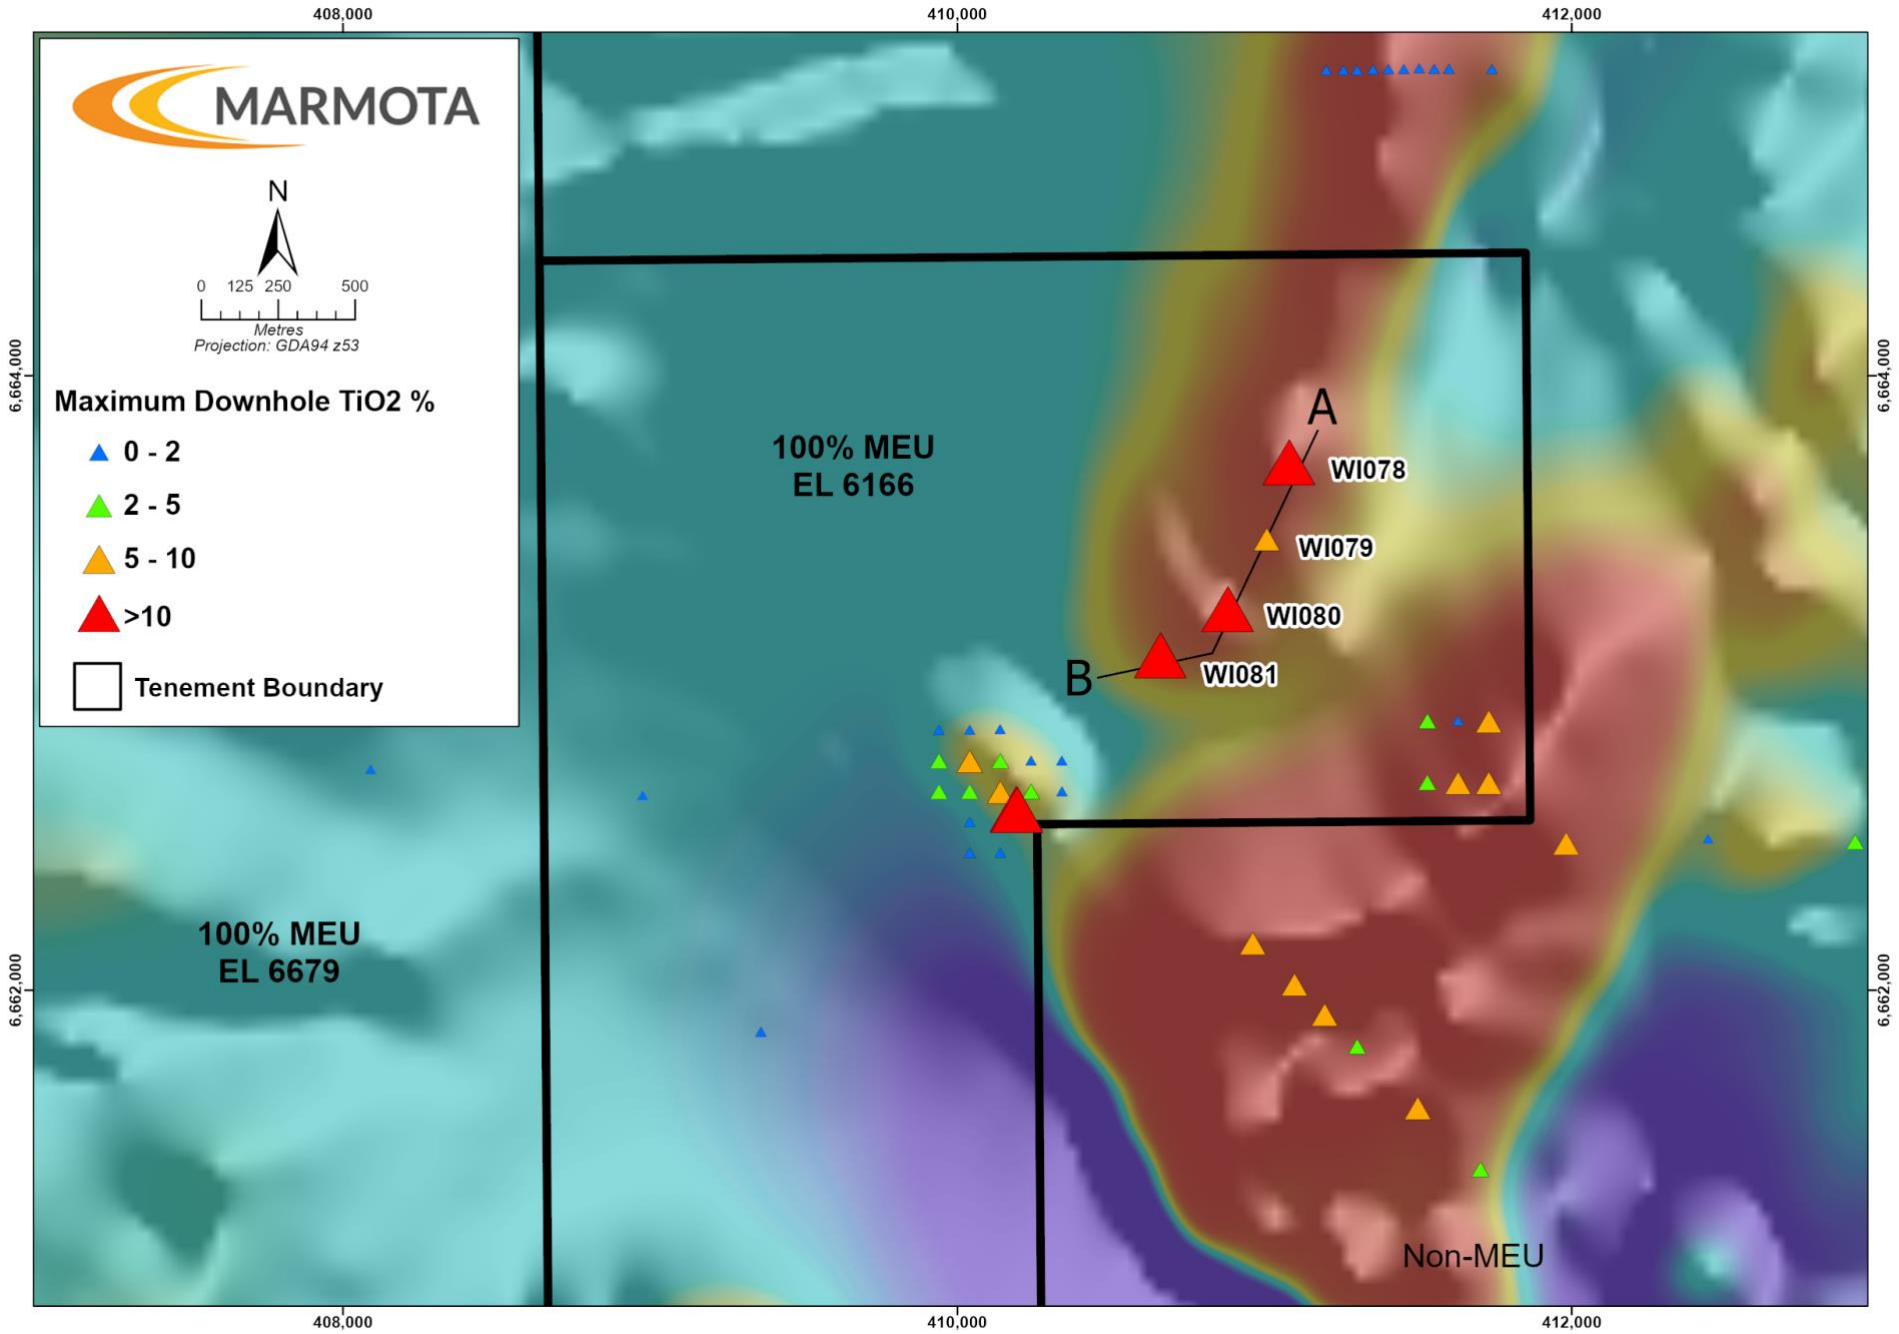 408,000
410,000
412,000
MARMOTA
N
0 125 250 500
Metres
Projection: GDA94 z53
6,664,000
6,664,000
Maximum Downhole TiO2 %
0 - 2
2 - 5
5 - 10
>10
Tenement Boundary
100% MEU
EL 6166
A
WI078
WI079
WI080
WI081
B
100% MEU
EL 6679
6,662,000
6,662,000
Non-MEU
408,000
410,000
412,000